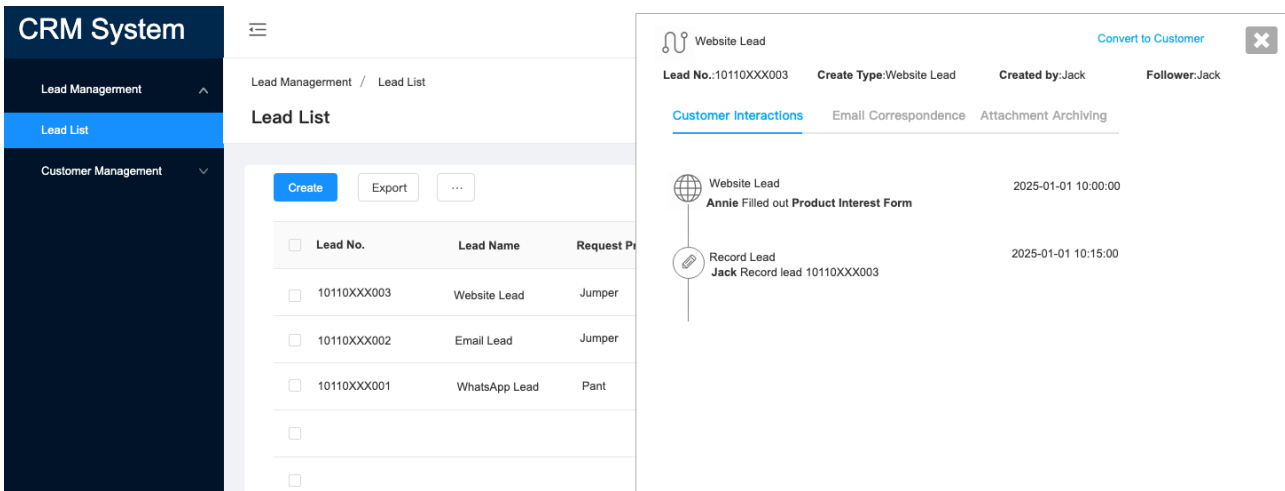 CRM System
Lead Managerment
Lead List
Customer Management
Lead Management / Lead List
Lead List
Create Export ...
Lead No. Lead Name Request Pr
10110XXX003 Website Lead Jumper
10110XXX002 Email Lead Jumper
10110XXX001 WhatsApp Lead Pant
Website Lead Convert to Customer
Lead No.:10110XXX003 Create Type:Website Lead Created by:Jack Follower:Jack
Customer Interactions Email Correspondence Attachment Archiving
Website Lead 2025-01-01 10:00:00
Annie Filled out Product Interest Form
Record Lead 2025-01-01 10:15:00
Jack Record lead 10110XXX003